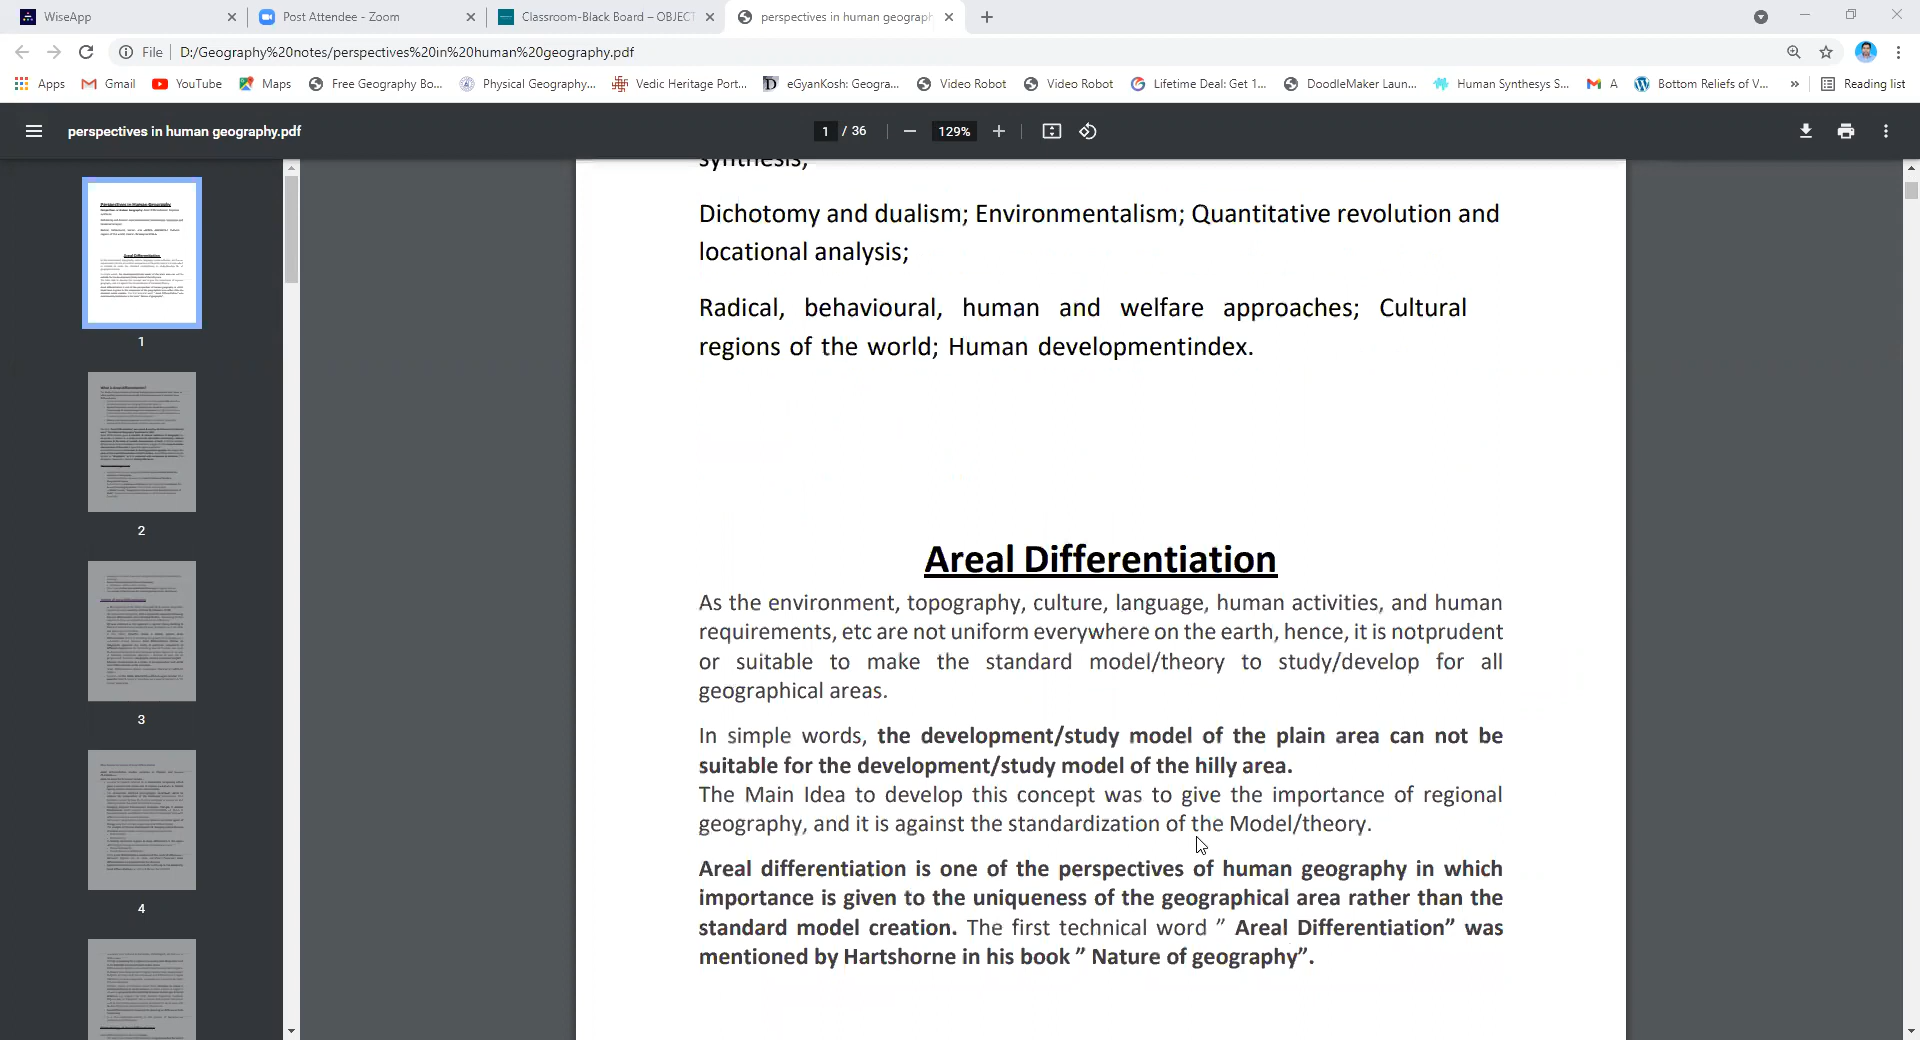 WiseApp
Post Attendee - Zoom
Classroom-Black Board – OBJECT
perspectives in human geograph
File D:/Geography%20notes/perspectives%20in%20human%20geography.pdf
Apps Gmail YouTube Maps Free Geography Bo... Physical Geography... Vedic Heritage Port... eGyanKosh: Geogra... Video Robot Video Robot Lifetime Deal: Get 1... DoodleMaker Laun... Human Synthesys S... A Bottom Reliefs of V... » Reading list
perspectives in human geography.pdf
1 / 36
129%
synthesis;
Dichotomy and dualism; Environmentalism; Quantitative revolution and
locational analysis;
Radical, behavioural, human and welfare approaches; Cultural
regions of the world; Human developmentindex.
Areal Differentiation
As the environment, topography, culture, language, human activities, and human
requirements, etc are not uniform everywhere on the earth, hence, it is notprudent
or suitable to make the standard model/theory to study/develop for all
geographical areas.
In simple words, the development/study model of the plain area can not be
suitable for the development/study model of the hilly area.
The Main Idea to develop this concept was to give the importance of regional
geography, and it is against the standardization of the Model/theory.
Areal differentiation is one of the perspectives of human geography in which
importance is given to the uniqueness of the geographical area rather than the
standard model creation. The first technical word ” Areal Differentiation” was
mentioned by Hartshorne in his book ” Nature of geography”.
Perspectives in Human Geography
Areal Differentiation
1
2
3
4